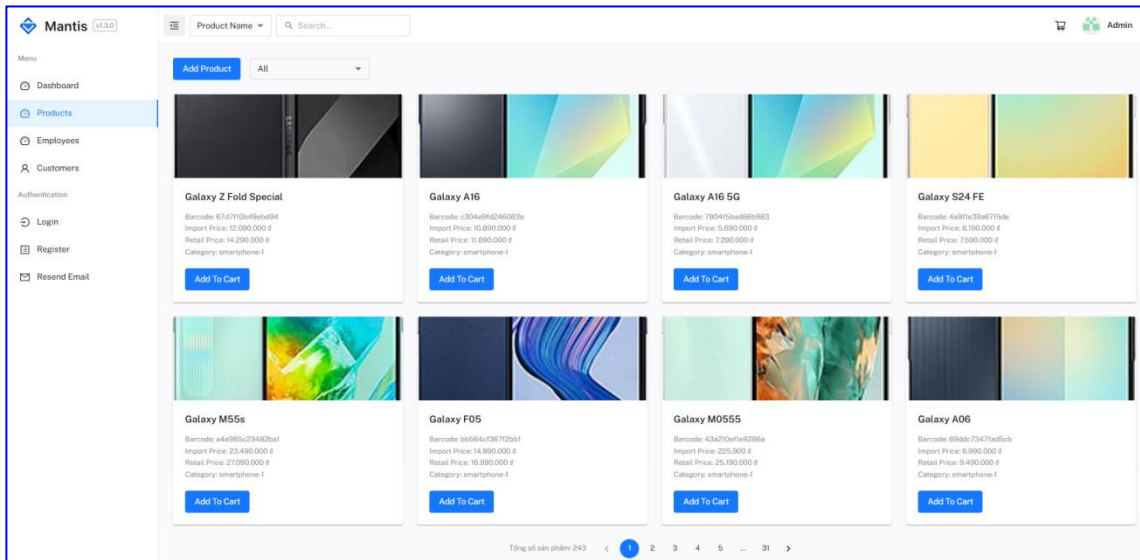 Mantis v1.3.0
Product Name
Search...
Admin
Menu
Dashboard
Products
Employees
Customers
Authentication
Login
Register
Resend Email
Add Product
All
Galaxy Z Fold Special
Barcode: 67d7f10b49ebd94
Import Price: 12.090.000 đ
Retail Price: 14.290.000 đ
Category: smartphone-1
Add To Cart
Galaxy A16
Barcode: c304e9fd246083e
Import Price: 10.890.000 đ
Retail Price: 11.890.000 đ
Category: smartphone-1
Add To Cart
Galaxy A16 5G
Barcode: 7804f5bad86b983
Import Price: 5.690.000 đ
Retail Price: 7.290.000 đ
Category: smartphone-1
Add To Cart
Galaxy S24 FE
Barcode: 4a9f1e39a67f5de
Import Price: 6.190.000 đ
Retail Price: 7.590.000 đ
Category: smartphone-1
Add To Cart
Galaxy M55s
Barcode: a4e985c23482ba1
Import Price: 23.490.000 đ
Retail Price: 27.090.000 đ
Category: smartphone-1
Add To Cart
Galaxy F05
Barcode: bb564cf367f2bb1
Import Price: 14.990.000 đ
Retail Price: 16.990.000 đ
Category: smartphone-1
Add To Cart
Galaxy M0555
Barcode: 43a210ef1e9296a
Import Price: 225.900 đ
Retail Price: 25.190.000 đ
Category: smartphone-1
Add To Cart
Galaxy A06
Barcode: 69ddc7347fad5cb
Import Price: 6.990.000 đ
Retail Price: 9.490.000 đ
Category: smartphone-1
Add To Cart
Tổng số sản phẩm: 243 < 1 2 3 4 5 ... 31 >